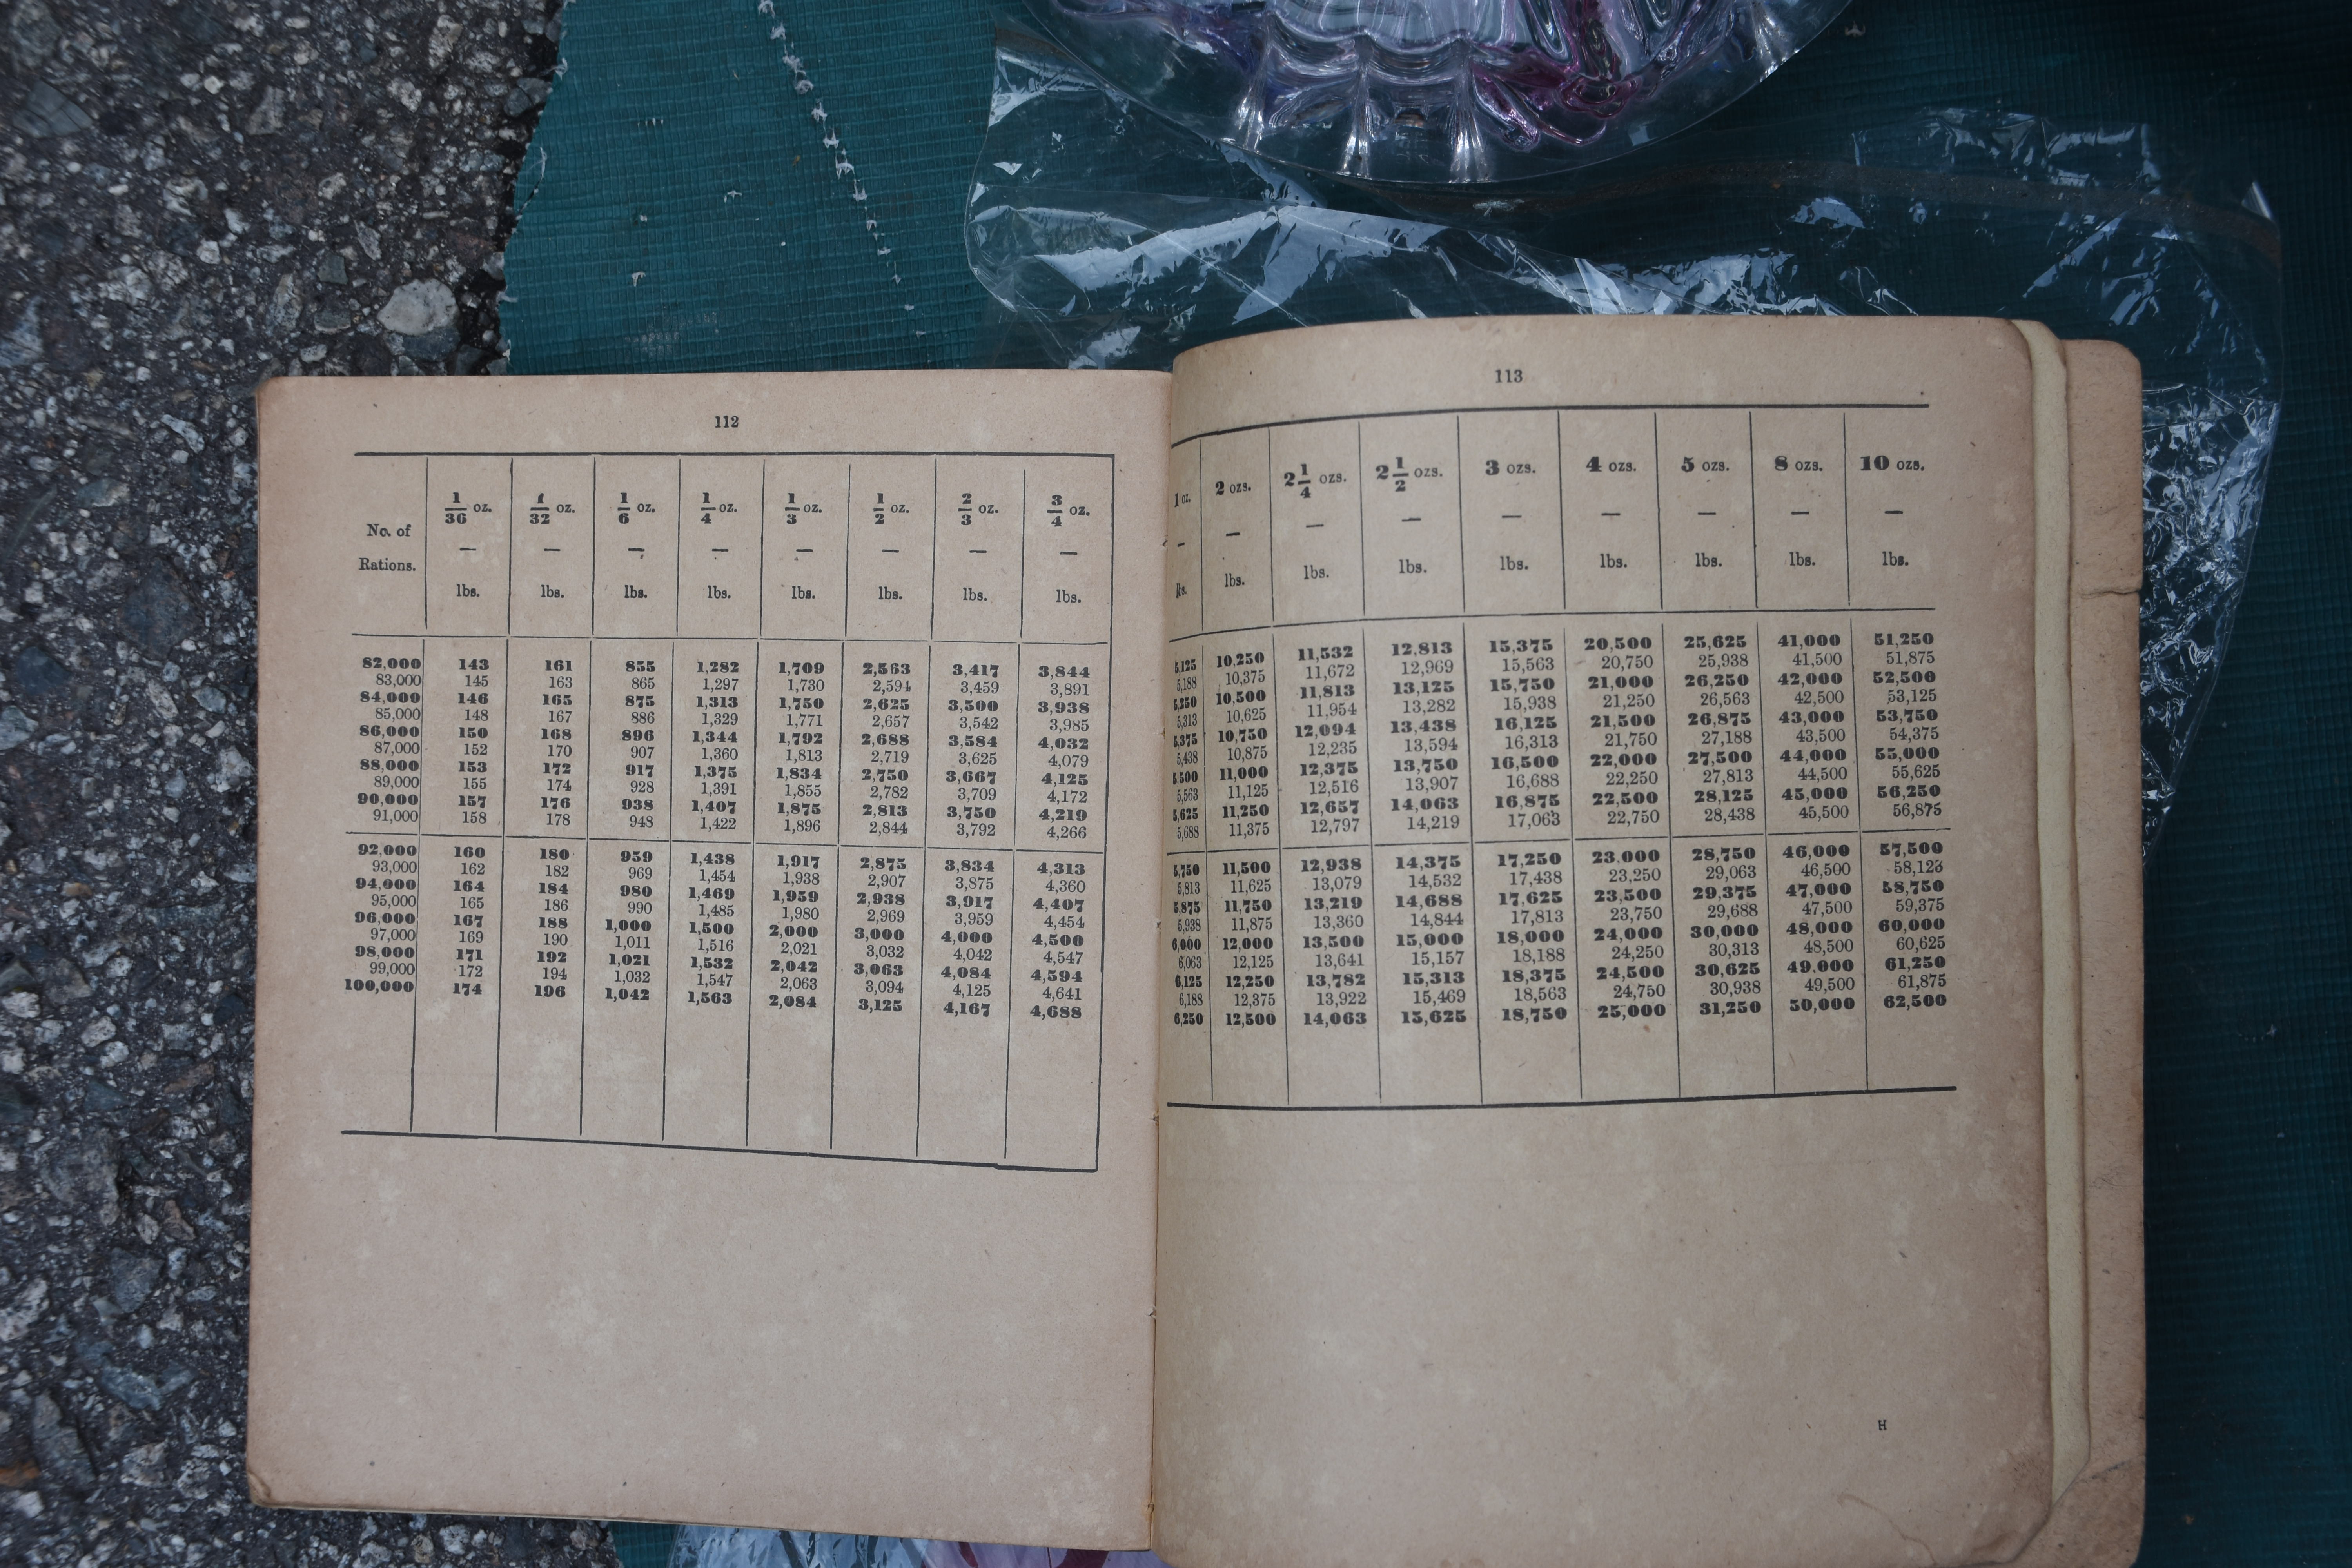 112
No. of Rations. 1/36 oz. — lbs. 1/32 oz. — lbs. 1/6 oz. — lbs. 1/4 oz. — lbs. 1/3 oz. — lbs. 1/2 oz. — lbs. 2/3 oz. — lbs. 3/4 oz. — lbs.
82,000 143 161 855 1,282 1,709 2,563 3,417 3,844
83,000 145 163 865 1,297 1,730 2,594 3,459 3,891
84,000 146 165 875 1,313 1,750 2,625 3,500 3,938
85,000 148 167 886 1,329 1,771 2,657 3,542 3,985
86,000 150 168 896 1,344 1,792 2,688 3,584 4,032
87,000 152 170 907 1,360 1,813 2,719 3,625 4,079
88,000 153 172 917 1,375 1,834 2,750 3,667 4,125
89,000 155 174 928 1,391 1,855 2,782 3,709 4,172
90,000 157 176 938 1,407 1,875 2,813 3,750 4,219
91,000 158 178 948 1,422 1,896 2,844 3,792 4,266
92,000 160 180 959 1,438 1,917 2,875 3,834 4,313
93,000 162 182 969 1,454 1,938 2,907 3,875 4,360
94,000 164 184 980 1,469 1,959 2,938 3,917 4,407
95,000 165 186 990 1,485 1,980 2,969 3,959 4,454
96,000 167 188 1,000 1,500 2,000 3,000 4,000 4,500
97,000 169 190 1,011 1,516 2,021 3,032 4,042 4,547
98,000 171 192 1,021 1,532 2,042 3,063 4,084 4,594
99,000 172 194 1,032 1,547 2,063 3,094 4,125 4,641
100,000 174 196 1,042 1,563 2,084 3,125 4,167 4,688
113
1 oz. — lbs. 2 ozs. — lbs. 2 1/4 ozs. — lbs. 2 1/2 ozs. — lbs. 3 ozs. — lbs. 4 ozs. — lbs. 5 ozs. — lbs. 8 ozs. — lbs. 10 ozs. — lbs.
5,125 10,250 11,532 12,813 15,375 20,500 25,625 41,000 51,250
5,188 10,375 11,672 12,969 15,563 20,750 25,938 41,500 51,875
5,250 10,500 11,813 13,125 15,750 21,000 26,250 42,000 52,500
5,313 10,625 11,954 13,282 15,938 21,250 26,563 42,500 53,125
5,375 10,750 12,094 13,438 16,125 21,500 26,875 43,000 53,750
5,438 10,875 12,235 13,594 16,313 21,750 27,188 43,500 54,375
5,500 11,000 12,375 13,750 16,500 22,000 27,500 44,000 55,000
5,563 11,125 12,516 13,907 16,688 22,250 27,813 44,500 55,625
5,625 11,250 12,657 14,063 16,875 22,500 28,125 45,000 56,250
5,688 11,375 12,797 14,219 17,063 22,750 28,438 45,500 56,875
5,750 11,500 12,938 14,375 17,250 23,000 28,750 46,000 57,500
5,813 11,625 13,079 14,532 17,438 23,250 29,063 46,500 58,123
5,875 11,750 13,219 14,688 17,625 23,500 29,375 47,000 58,750
5,938 11,875 13,360 14,844 17,813 23,750 29,688 47,500 59,375
6,000 12,000 13,500 15,000 18,000 24,000 30,000 48,000 60,000
6,063 12,125 13,641 15,157 18,188 24,250 30,313 48,500 60,625
6,125 12,250 13,782 15,313 18,375 24,500 30,625 49,000 61,250
6,188 12,375 13,922 15,469 18,563 24,750 30,938 49,500 61,875
6,250 12,500 14,063 15,625 18,750 25,000 31,250 50,000 62,500
H